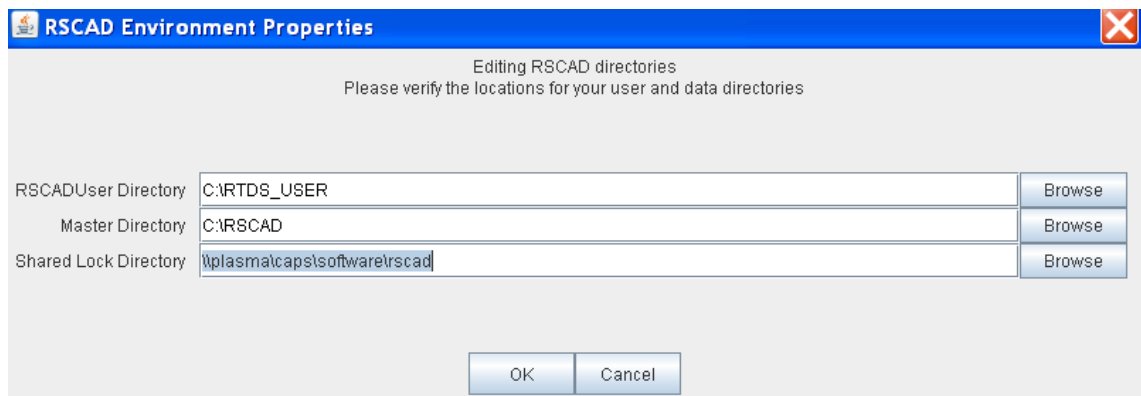 RSCAD Environment Properties
Editing RSCAD directories
Please verify the locations for your user and data directories
RSCADUser Directory C:\RTDS_USER Browse
Master Directory C:\RSCAD Browse
Shared Lock Directory \\plasma\caps\software\rscad Browse
OK Cancel